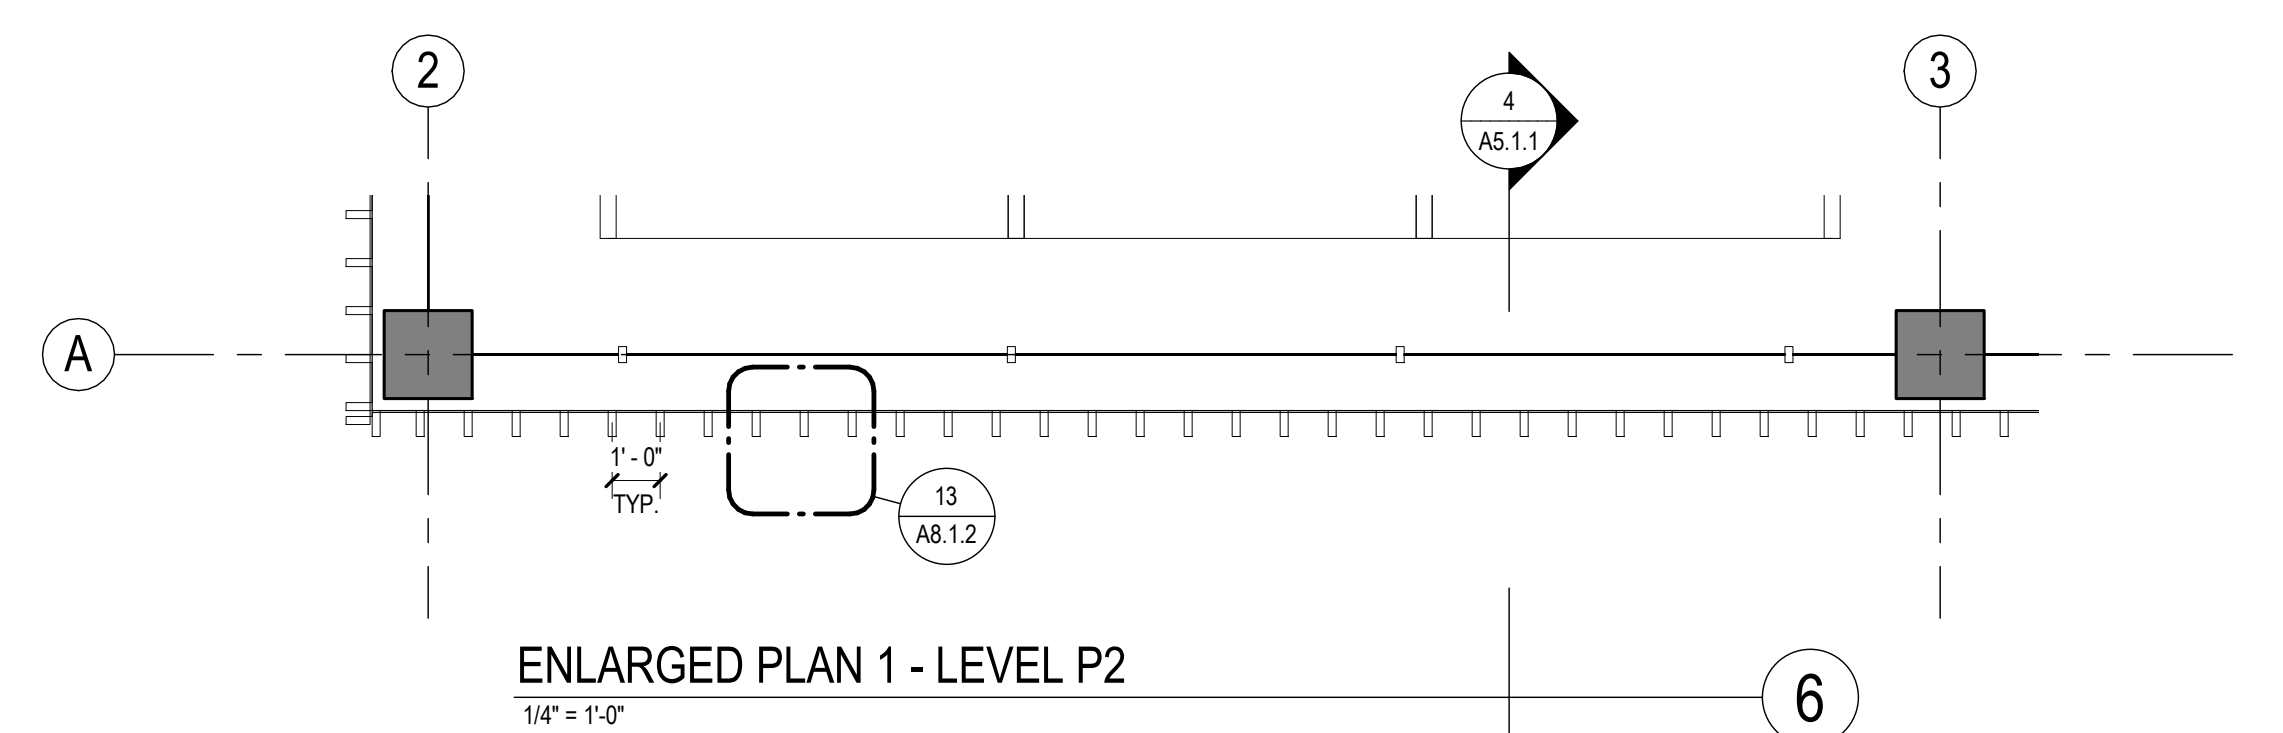 2
3
4
A5.1.1
A
1' - 0"
TYP.
13
A8.1.2
ENLARGED PLAN 1 - LEVEL P2
1/4" = 1'-0"
6